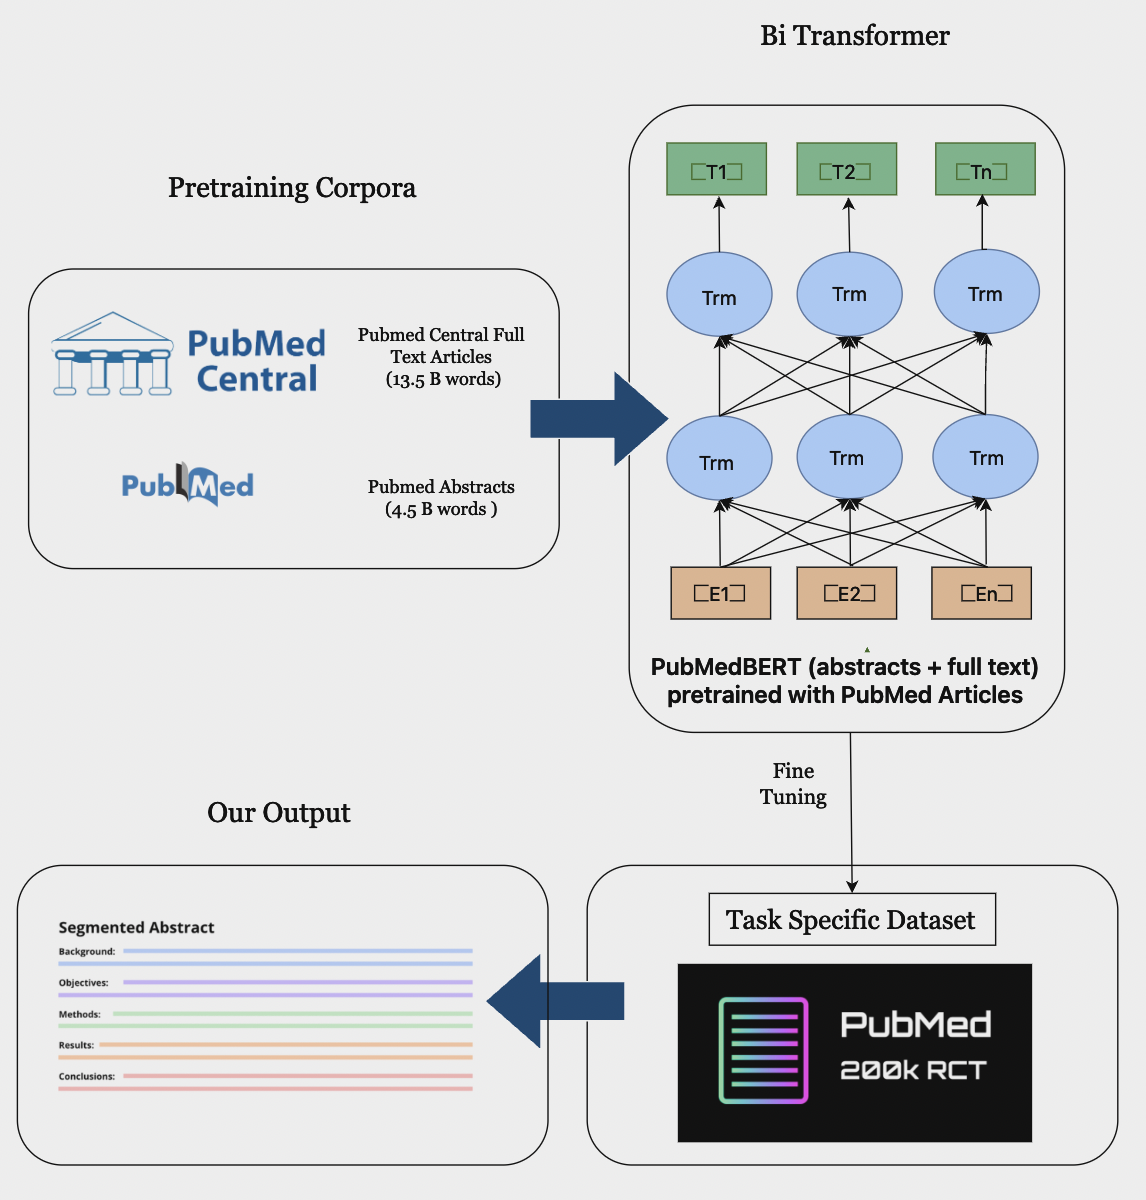 Bi Transformer
Pretraining Corpora
PubMed
Central
Pubmed Central Full
Text Articles
(13.5 B words)
PubMed
Pubmed Abstracts
(4.5 B words )
T1
T2
Tn
Trm
Trm
Trm
Trm
Trm
Trm
E1
E2
En
PubMedBERT (abstracts + full text)
pretrained with PubMed Articles
Fine
Tuning
Our Output
Segmented Abstract
Background:
Objectives:
Methods:
Results:
Conclusions:
Task Specific Dataset
PubMed
200k RCT